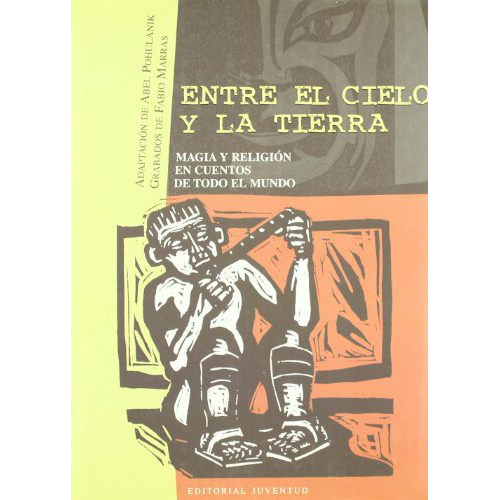 ADAPTACIÓN DE ABEL POHULANIK
GRABADOS DE FABIO MARRAS
ENTRE EL CIELO
Y LA TIERRA
MAGIA Y RELIGIÓN
EN CUENTOS
DE TODO EL MUNDO
EDITORIAL JUVENTUD